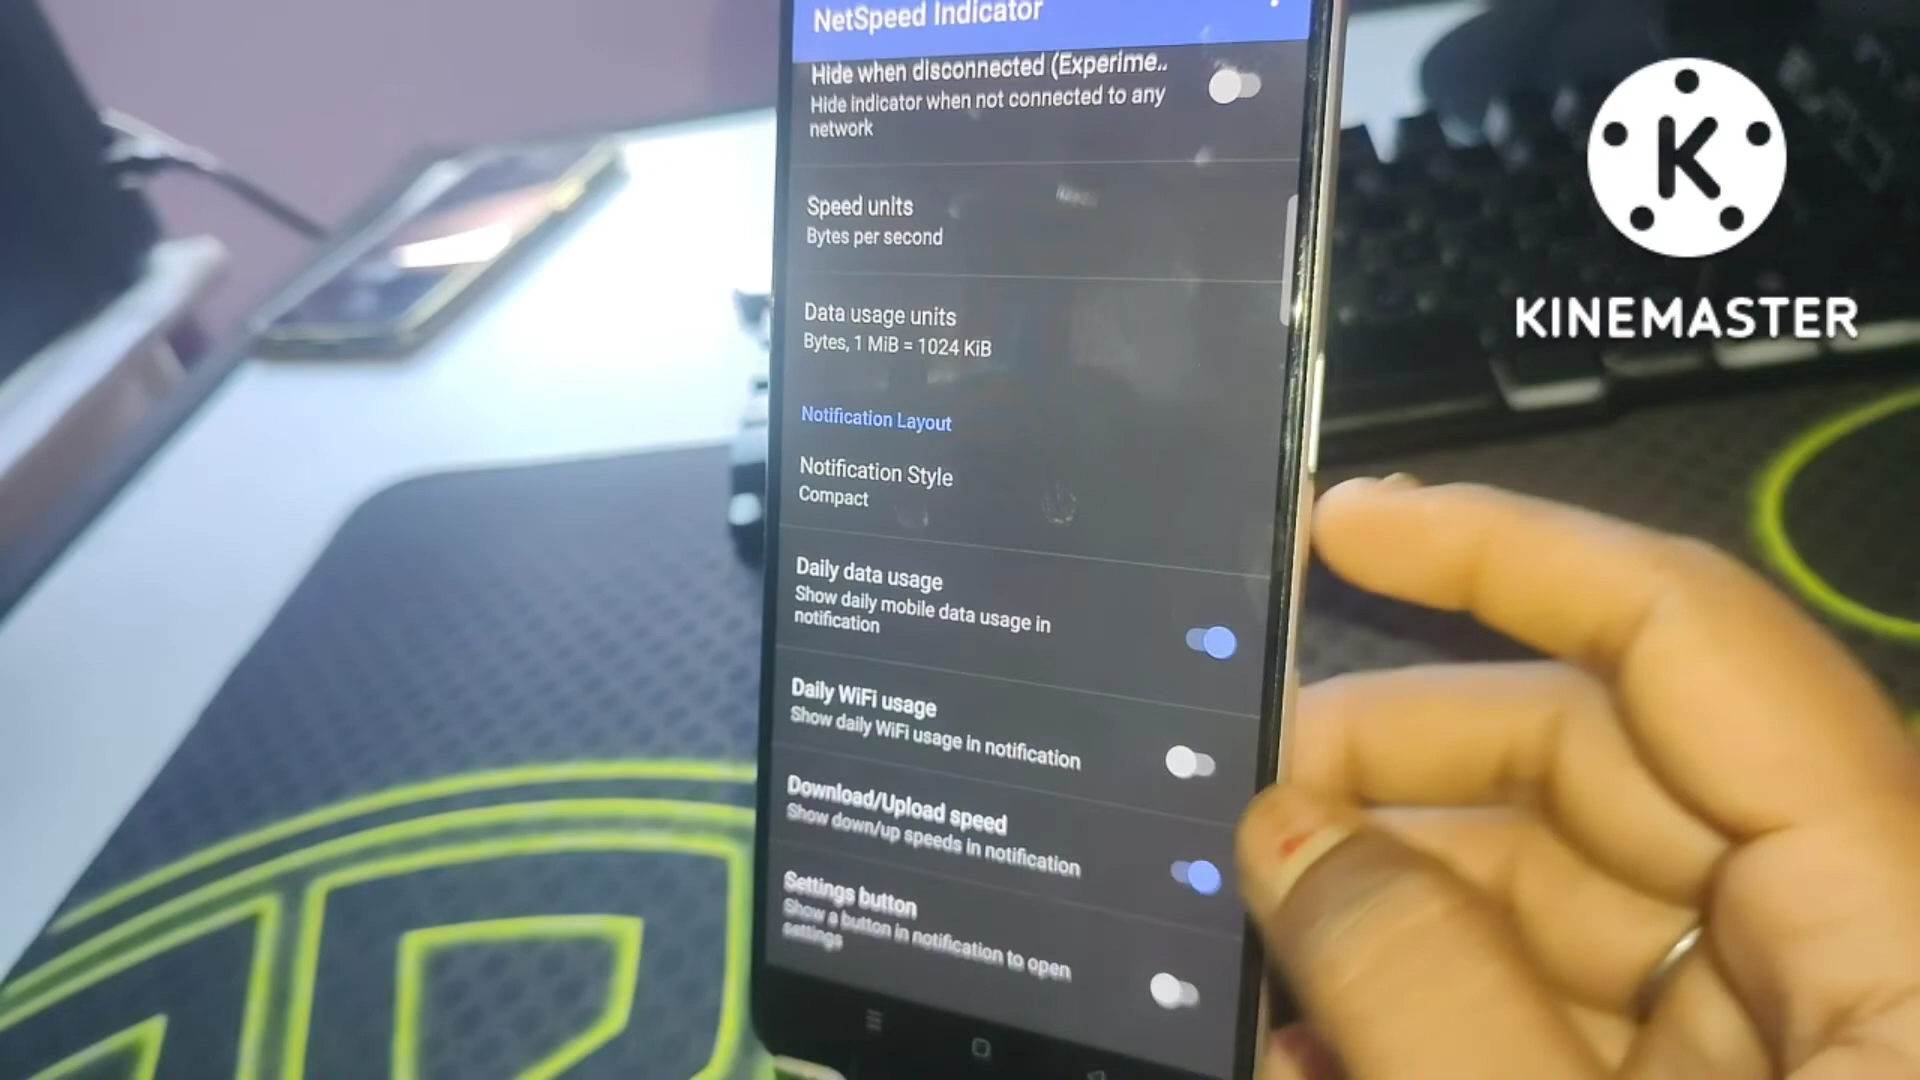 NetSpeed Indicator
Hide when disconnected (Experime..
Hide indicator when not connected to any
network
Speed units
Bytes per second
Data usage units
Bytes, 1 MiB = 1024 KiB
Notification Layout
Notification Style
Compact
Daily data usage
Show daily mobile data usage in
notification
Daily WiFi usage
Show daily WiFi usage in notification
Download/Upload speed
Show down/up speeds in notification
Settings button
Show a button in notification to open
settings
K
KINEMASTER